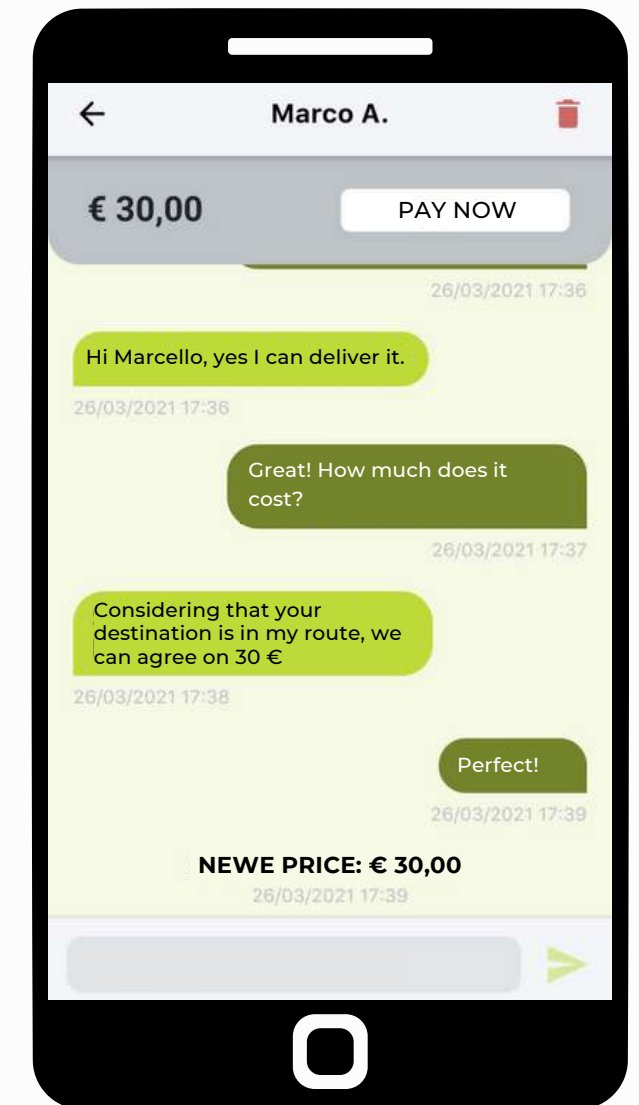 Marco A.
€ 30,00
PAY NOW
26/03/2021 17:36
Hi Marcello, yes I can deliver it.
26/03/2021 17:36
Great! How much does it
cost?
26/03/2021 17:37
Considering that your
destination is in my route, we
can agree on 30 €
26/03/2021 17:38
Perfect!
26/03/2021 17:39
NEWE PRICE: € 30,00
26/03/2021 17:39